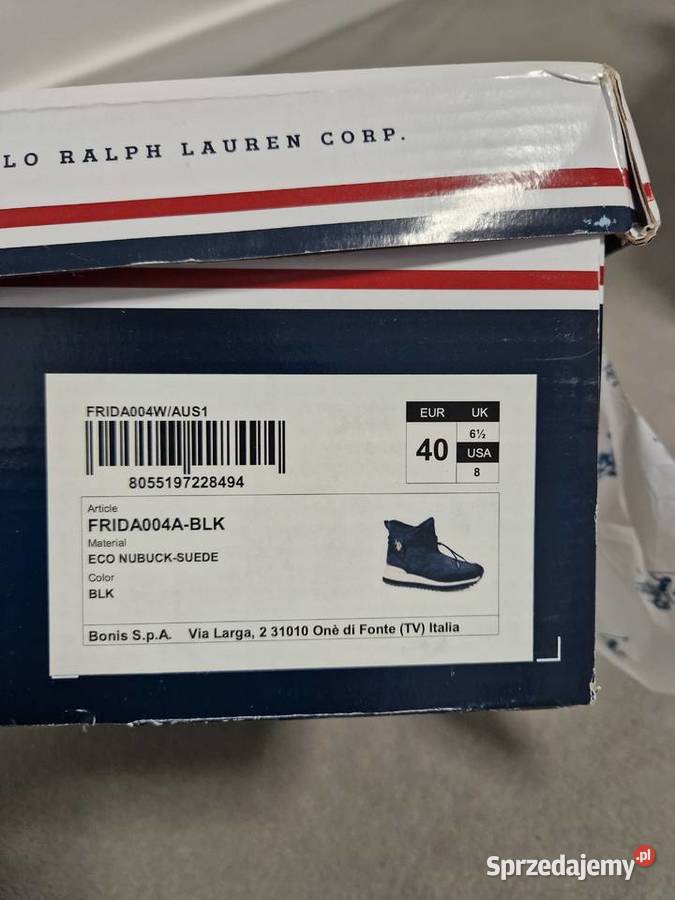 LO RALPH LAUREN CORP.
FRIDA004W/AUS1
8055197228494
EUR UK
40 6½
USA
8
Article
FRIDA004A-BLK
Material
ECO NUBUCK-SUEDE
Color
BLK
Bonis S.p.A. Via Larga, 2 31010 Onè di Fonte (TV) Italia
Sprzedajemy.pl